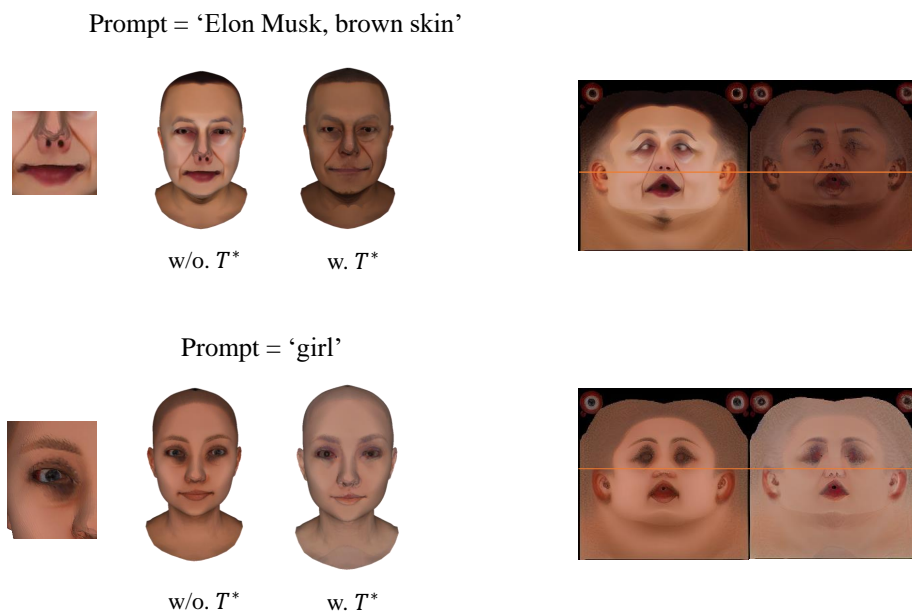 Prompt = ‘Elon Musk, brown skin’
w/o. T*
w. T*
Prompt = ‘girl’
w/o. T*
w. T*